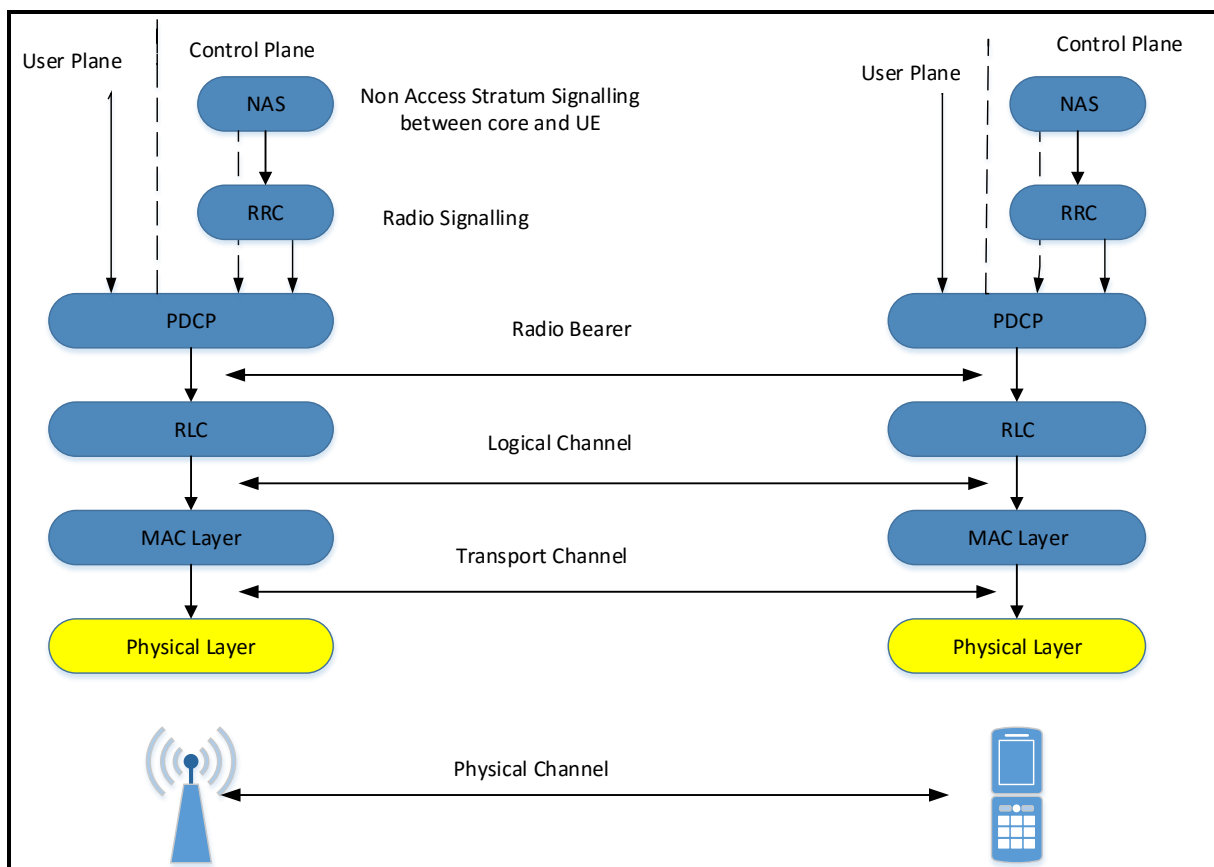 Control Plane
User Plane
NAS
Non Access Stratum Signalling
between core and UE
RRC
Radio Signalling
PDCP
Radio Bearer
RLC
Logical Channel
MAC Layer
Transport Channel
Physical Layer
Physical Channel
Control Plane
User Plane
NAS
RRC
PDCP
RLC
MAC Layer
Physical Layer